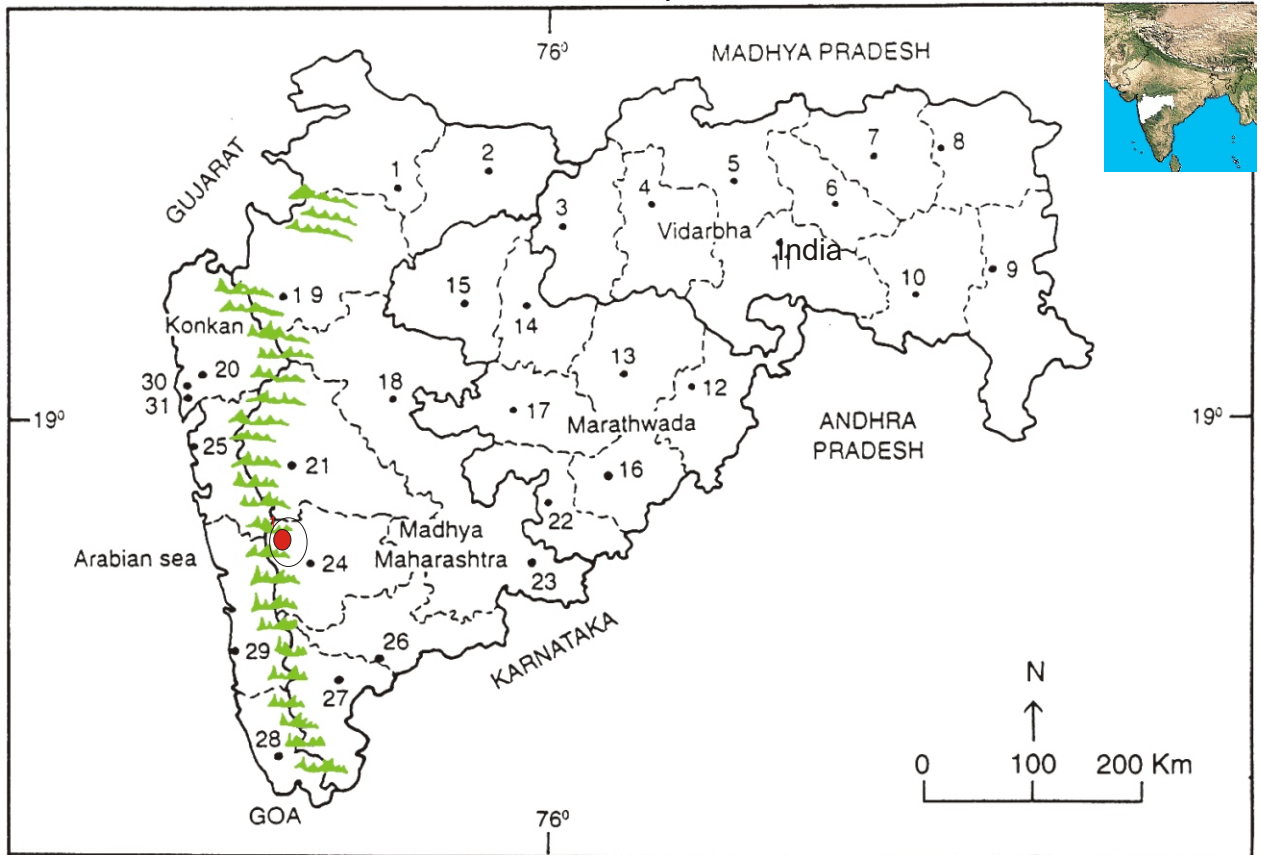 76⁰
MADHYA PRADESH
GUJARAT
1
2
3
4
5
6
7
8
Vidarbha
India
11
9
10
1 9
15
14
Konkan
13
12
20
30
31
18
17
Marathwada
19⁰
19⁰
ANDHRA
PRADESH
25
21
16
22
Madhya
Maharashtra
Arabian sea
24
23
KARNATAKA
29
26
27
28
GOA
76⁰
N
0 100 200 Km